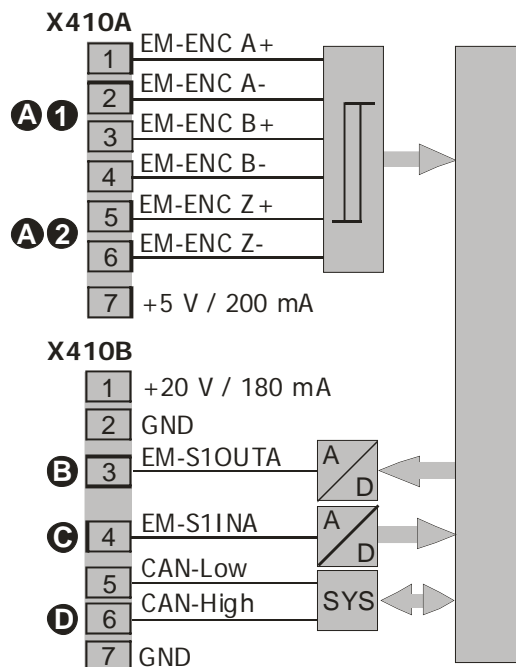 X410A
1 EM-ENC A+
2 EM-ENC A-
A 1
3 EM-ENC B+
4 EM-ENC B-
5 EM-ENC Z+
A 2
6 EM-ENC Z-
7 +5 V / 200 mA
X410B
1 +20 V / 180 mA
2 GND
B 3 EM-S1OUTA A D
C 4 EM-S1INA A D
5 CAN-Low
D 6 CAN-High SYS
7 GND